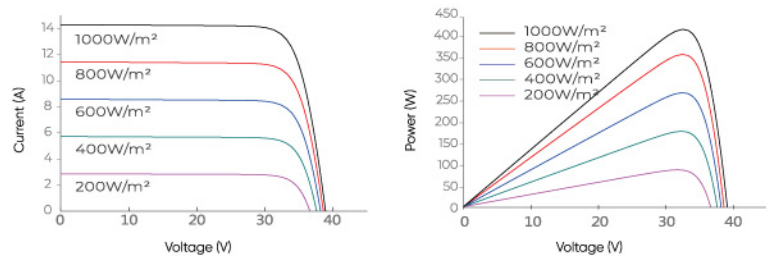 14
12
10
8
6
4
2
0
0
10
20
30
40
Current (A)
Voltage (V)
1000W/m²
800W/m²
600W/m²
400W/m²
200W/m²
450
400
350
300
250
200
150
100
50
0
0
10
20
30
40
Power (W)
Voltage (V)
1000W/m²
800W/m²
600W/m²
400W/m²
200W/m²